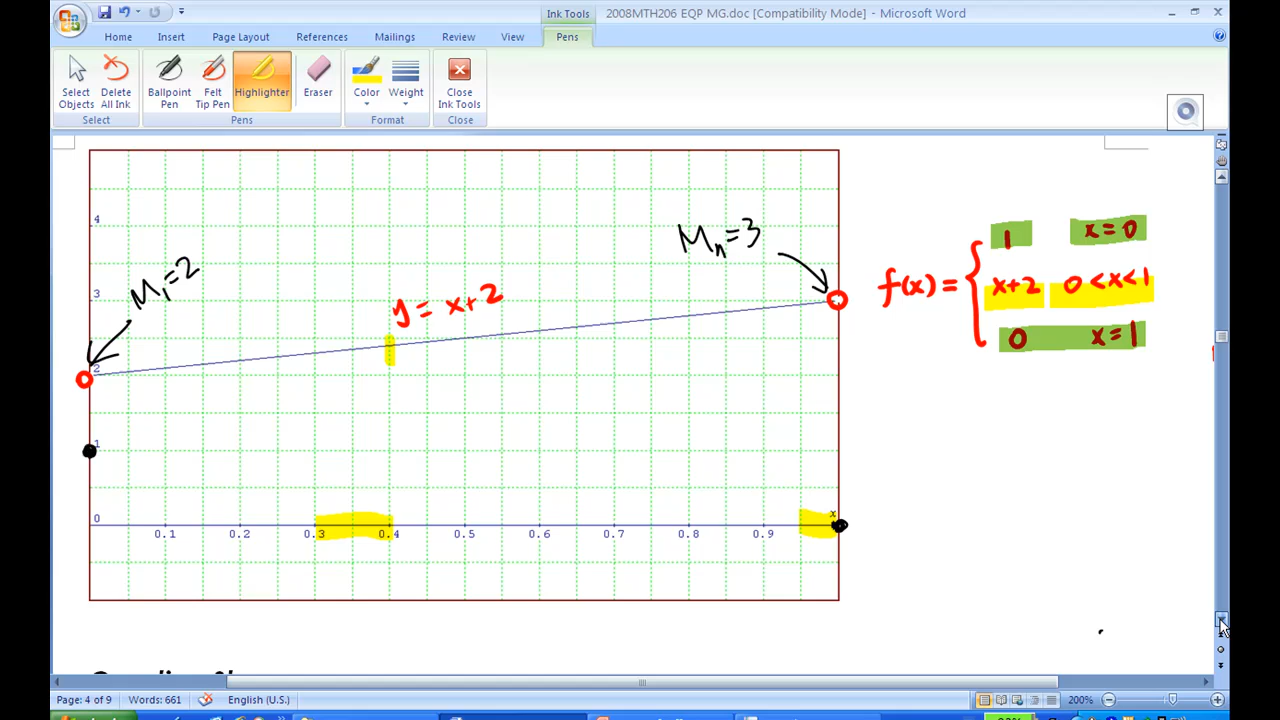 Ink Tools
2008MTH206 EQP MG.doc [Compatibility Mode] - Microsoft Word
Home Insert Page Layout References Mailings Review View Pens
Select Objects
Delete All Ink
Ballpoint Pen
Felt Tip Pen
Highlighter
Eraser
Color
Weight
Close Ink Tools
Select Pens Format Close
4
3
2
1
0
M₁=2
Mₙ=3
y = x+2
f(x) = {
1 x=0
x+2 0<x<1
0 x=1
x
0.1 0.2 0.3 0.4 0.5 0.6 0.7 0.8 0.9
Page: 4 of 9 Words: 661 English (U.S.) 200%